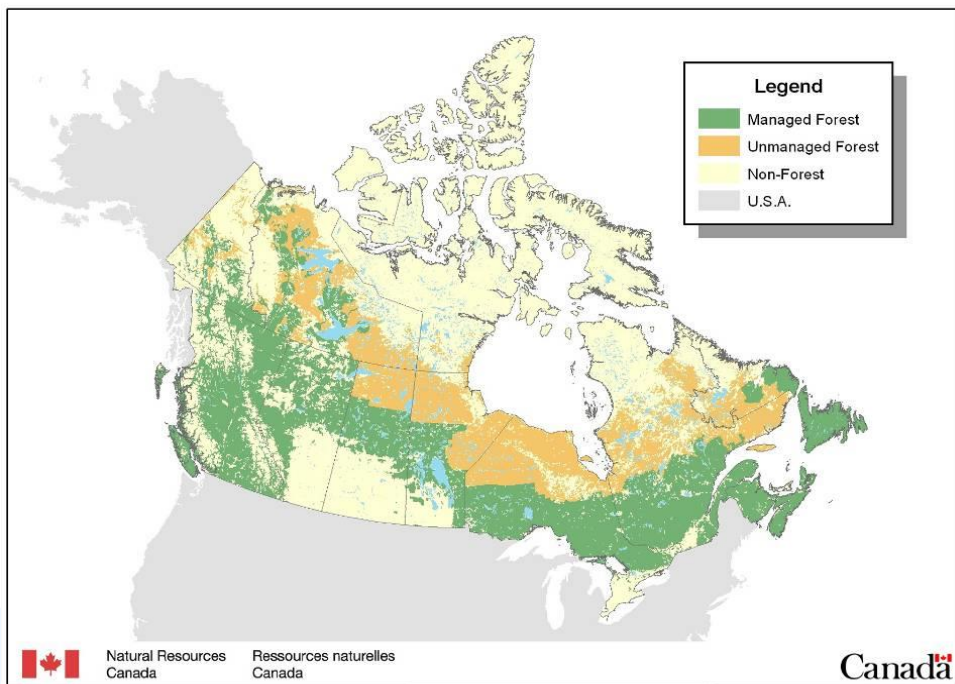 Legend
Managed Forest
Unmanaged Forest
Non-Forest
U.S.A.
Natural Resources
Canada
Ressources naturelles
Canada
Canada